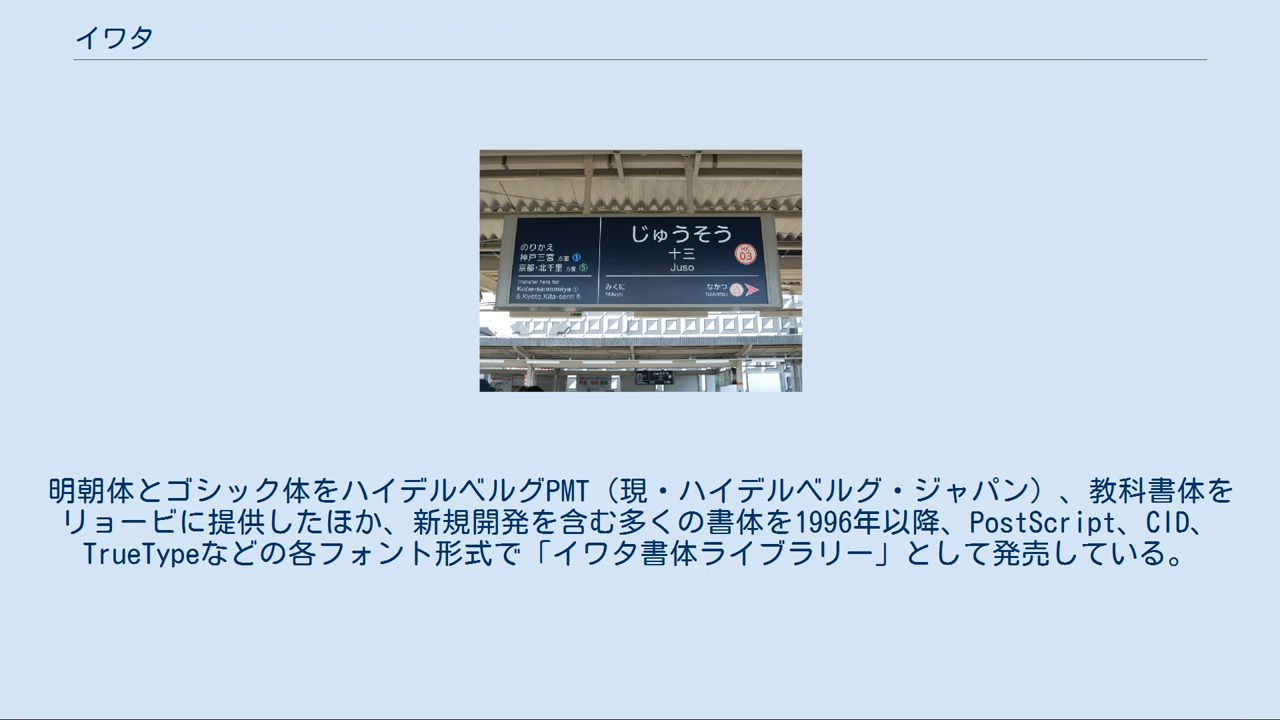 イワタ
じゅうそう
十三
Juso
HK
03
のりかえ
神戸三宮 方面 1
京都・北千里 方面 5
Transfer here for
Kobe-sannomiya ①
& Kyoto,Kita-senri ⑤
みくに
Mikuni
なかつ
Nakatsu
明朝体とゴシック体をハイデルベルグPMT（現・ハイデルベルグ・ジャパン）、教科書体を
リョービに提供したほか、新規開発を含む多くの書体を1996年以降、PostScript、CID、
TrueTypeなどの各フォント形式で「イワタ書体ライブラリー」として発売している。